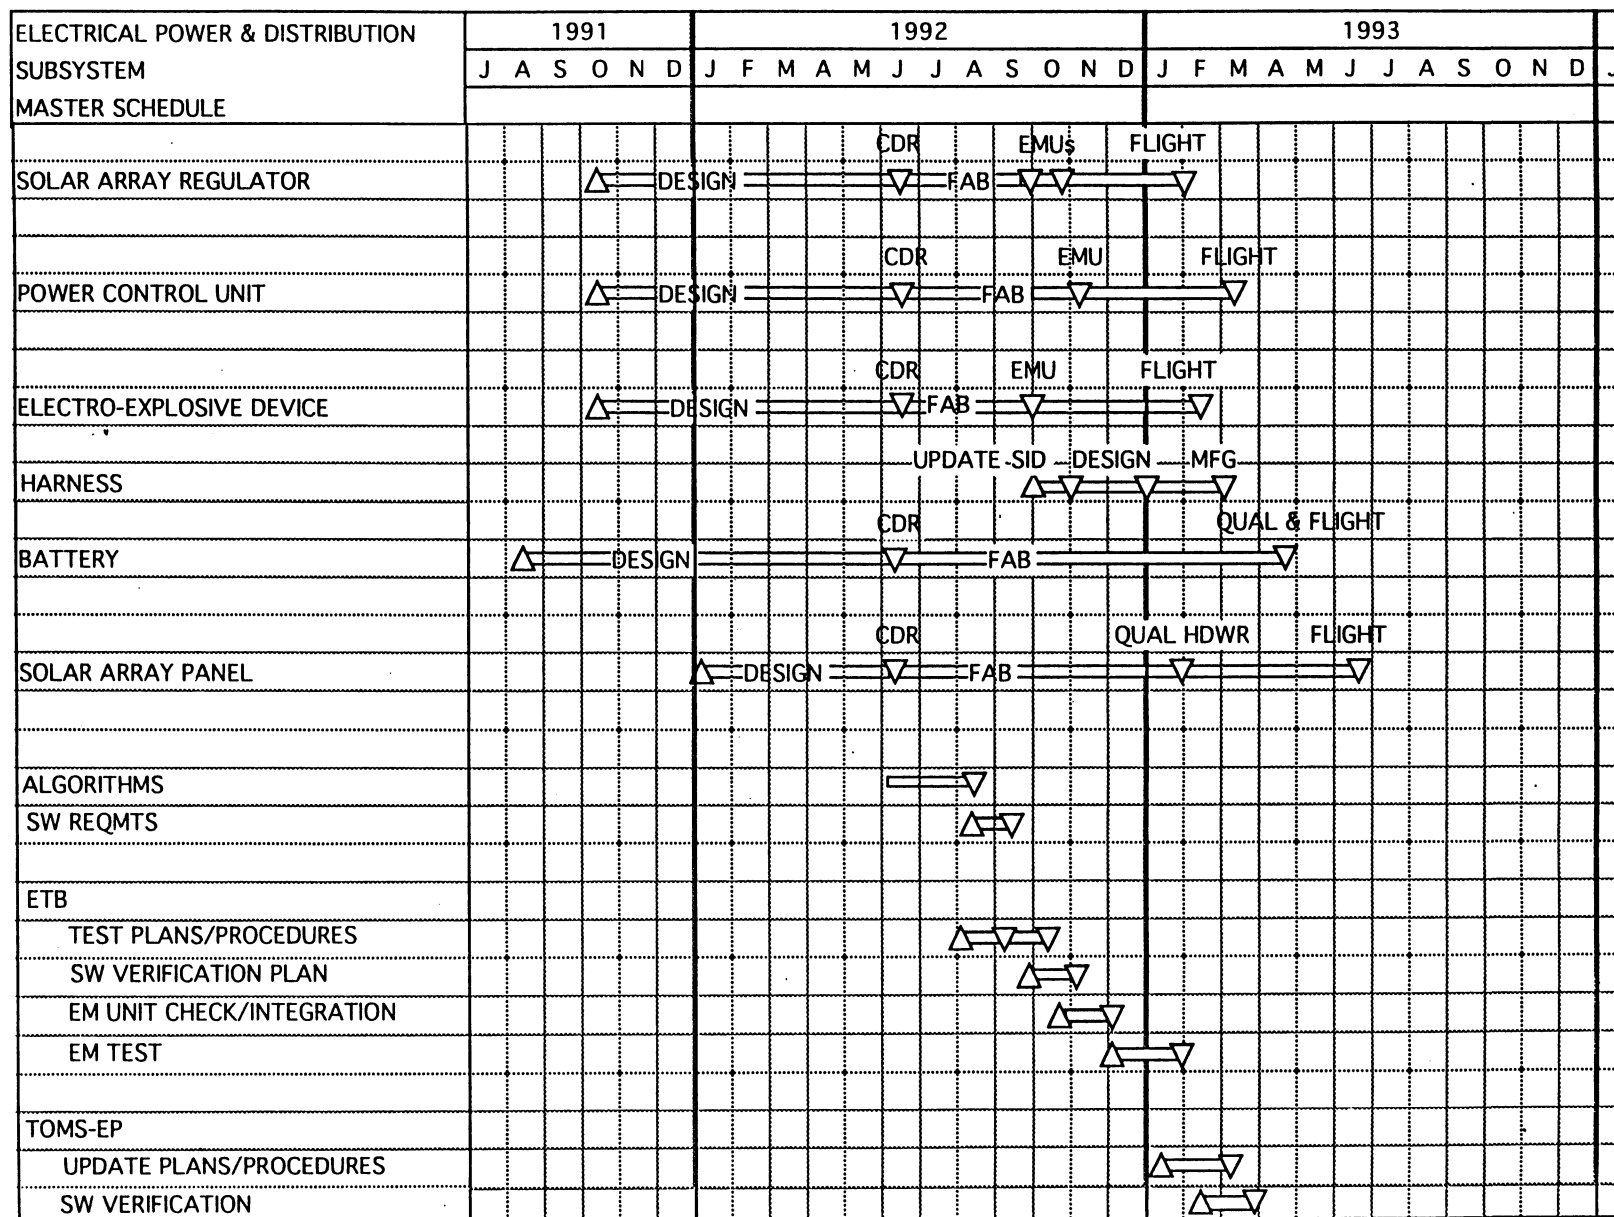 ELECTRICAL POWER & DISTRIBUTION 1991 1992 1993
SUBSYSTEM J A S O N D J F M A M J J A S O N D J F M A M J J A S O N D J
MASTER SCHEDULE
CDR EMUs FLIGHT
SOLAR ARRAY REGULATOR DESIGN FAB
CDR EMU FLIGHT
POWER CONTROL UNIT DESIGN FAB
CDR EMU FLIGHT
ELECTRO-EXPLOSIVE DEVICE DESIGN FAB
UPDATE SID DESIGN MFG
HARNESS
CDR QUAL & FLIGHT
BATTERY DESIGN FAB
CDR QUAL HDWR FLIGHT
SOLAR ARRAY PANEL DESIGN FAB
ALGORITHMS
SW REQMTS
ETB
TEST PLANS/PROCEDURES
SW VERIFICATION PLAN
EM UNIT CHECK/INTEGRATION
EM TEST
TOMS-EP
UPDATE PLANS/PROCEDURES
SW VERIFICATION